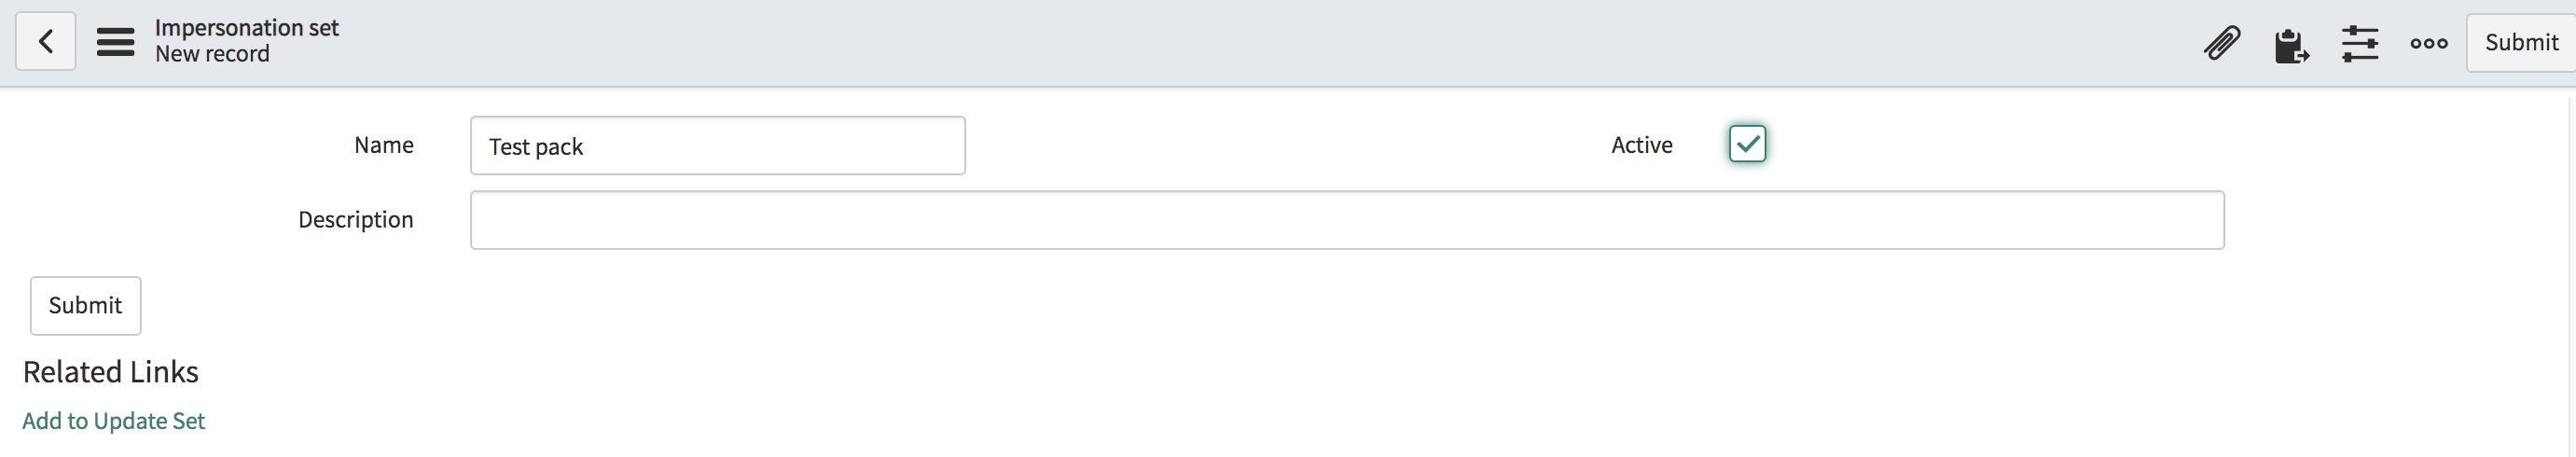 Impersonation set
New record
Submit
Name
Test pack
Active
Description
Submit
Related Links
Add to Update Set